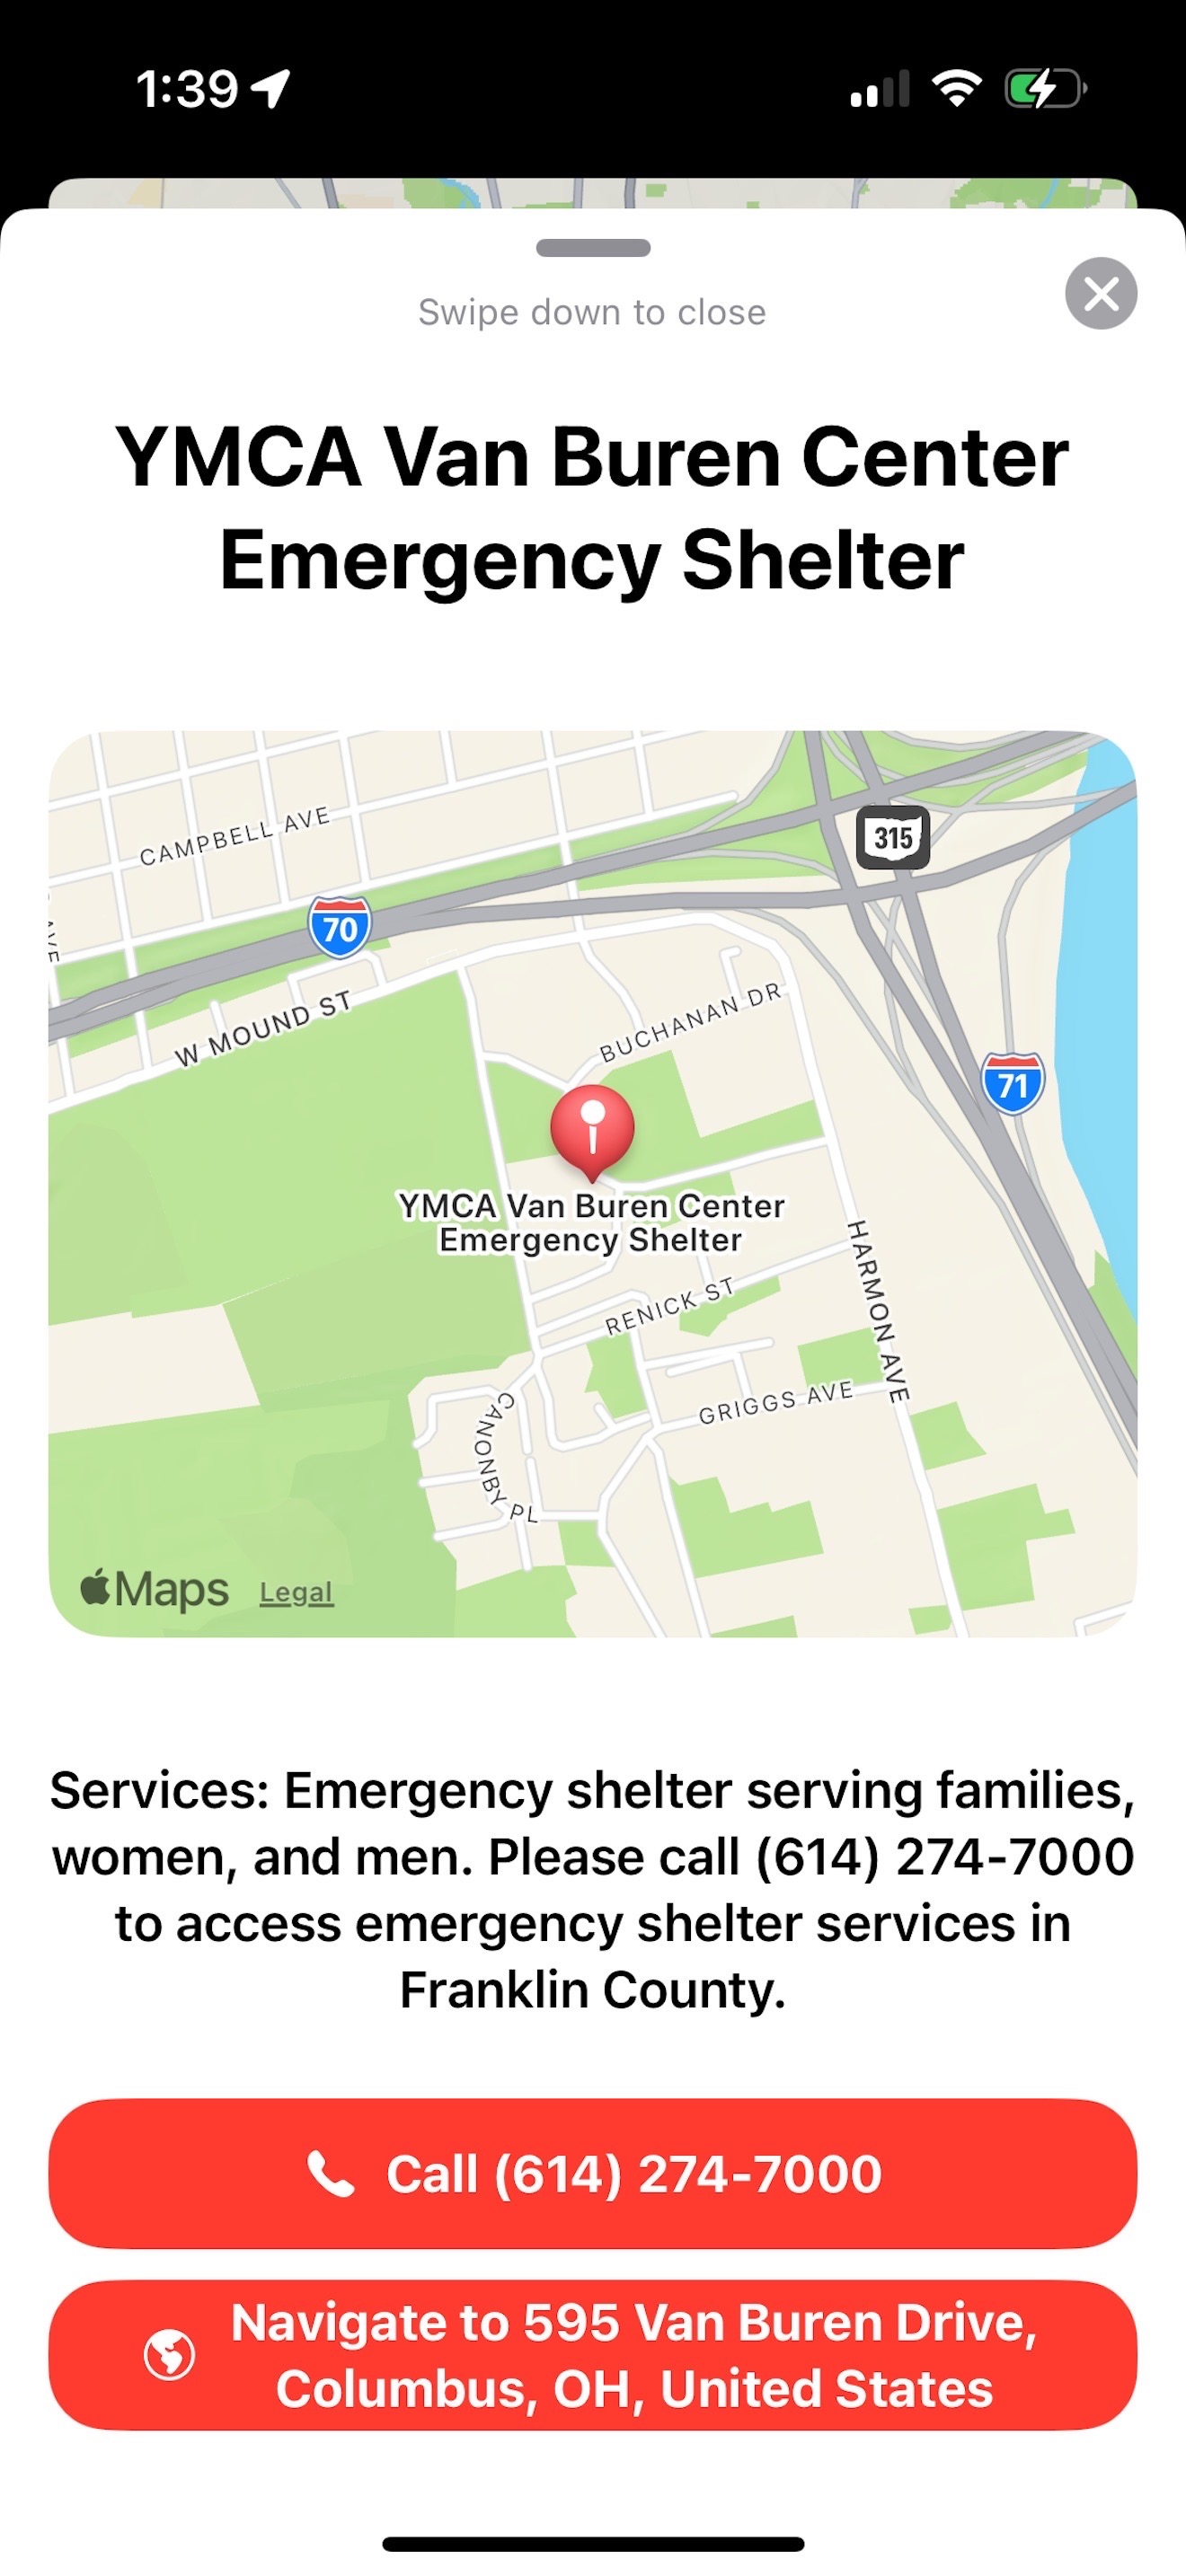 1:39
Swipe down to close
YMCA Van Buren Center
Emergency Shelter
CAMPBELL AVE
315
AVE
70
W MOUND ST
BUCHANAN DR
71
YMCA Van Buren Center
Emergency Shelter
HARMON AVE
RENICK ST
GRIGGS AVE
CANONBY PL
Maps Legal
Services: Emergency shelter serving families,
women, and men. Please call (614) 274-7000
to access emergency shelter services in
Franklin County.
Call (614) 274-7000
Navigate to 595 Van Buren Drive,
Columbus, OH, United States